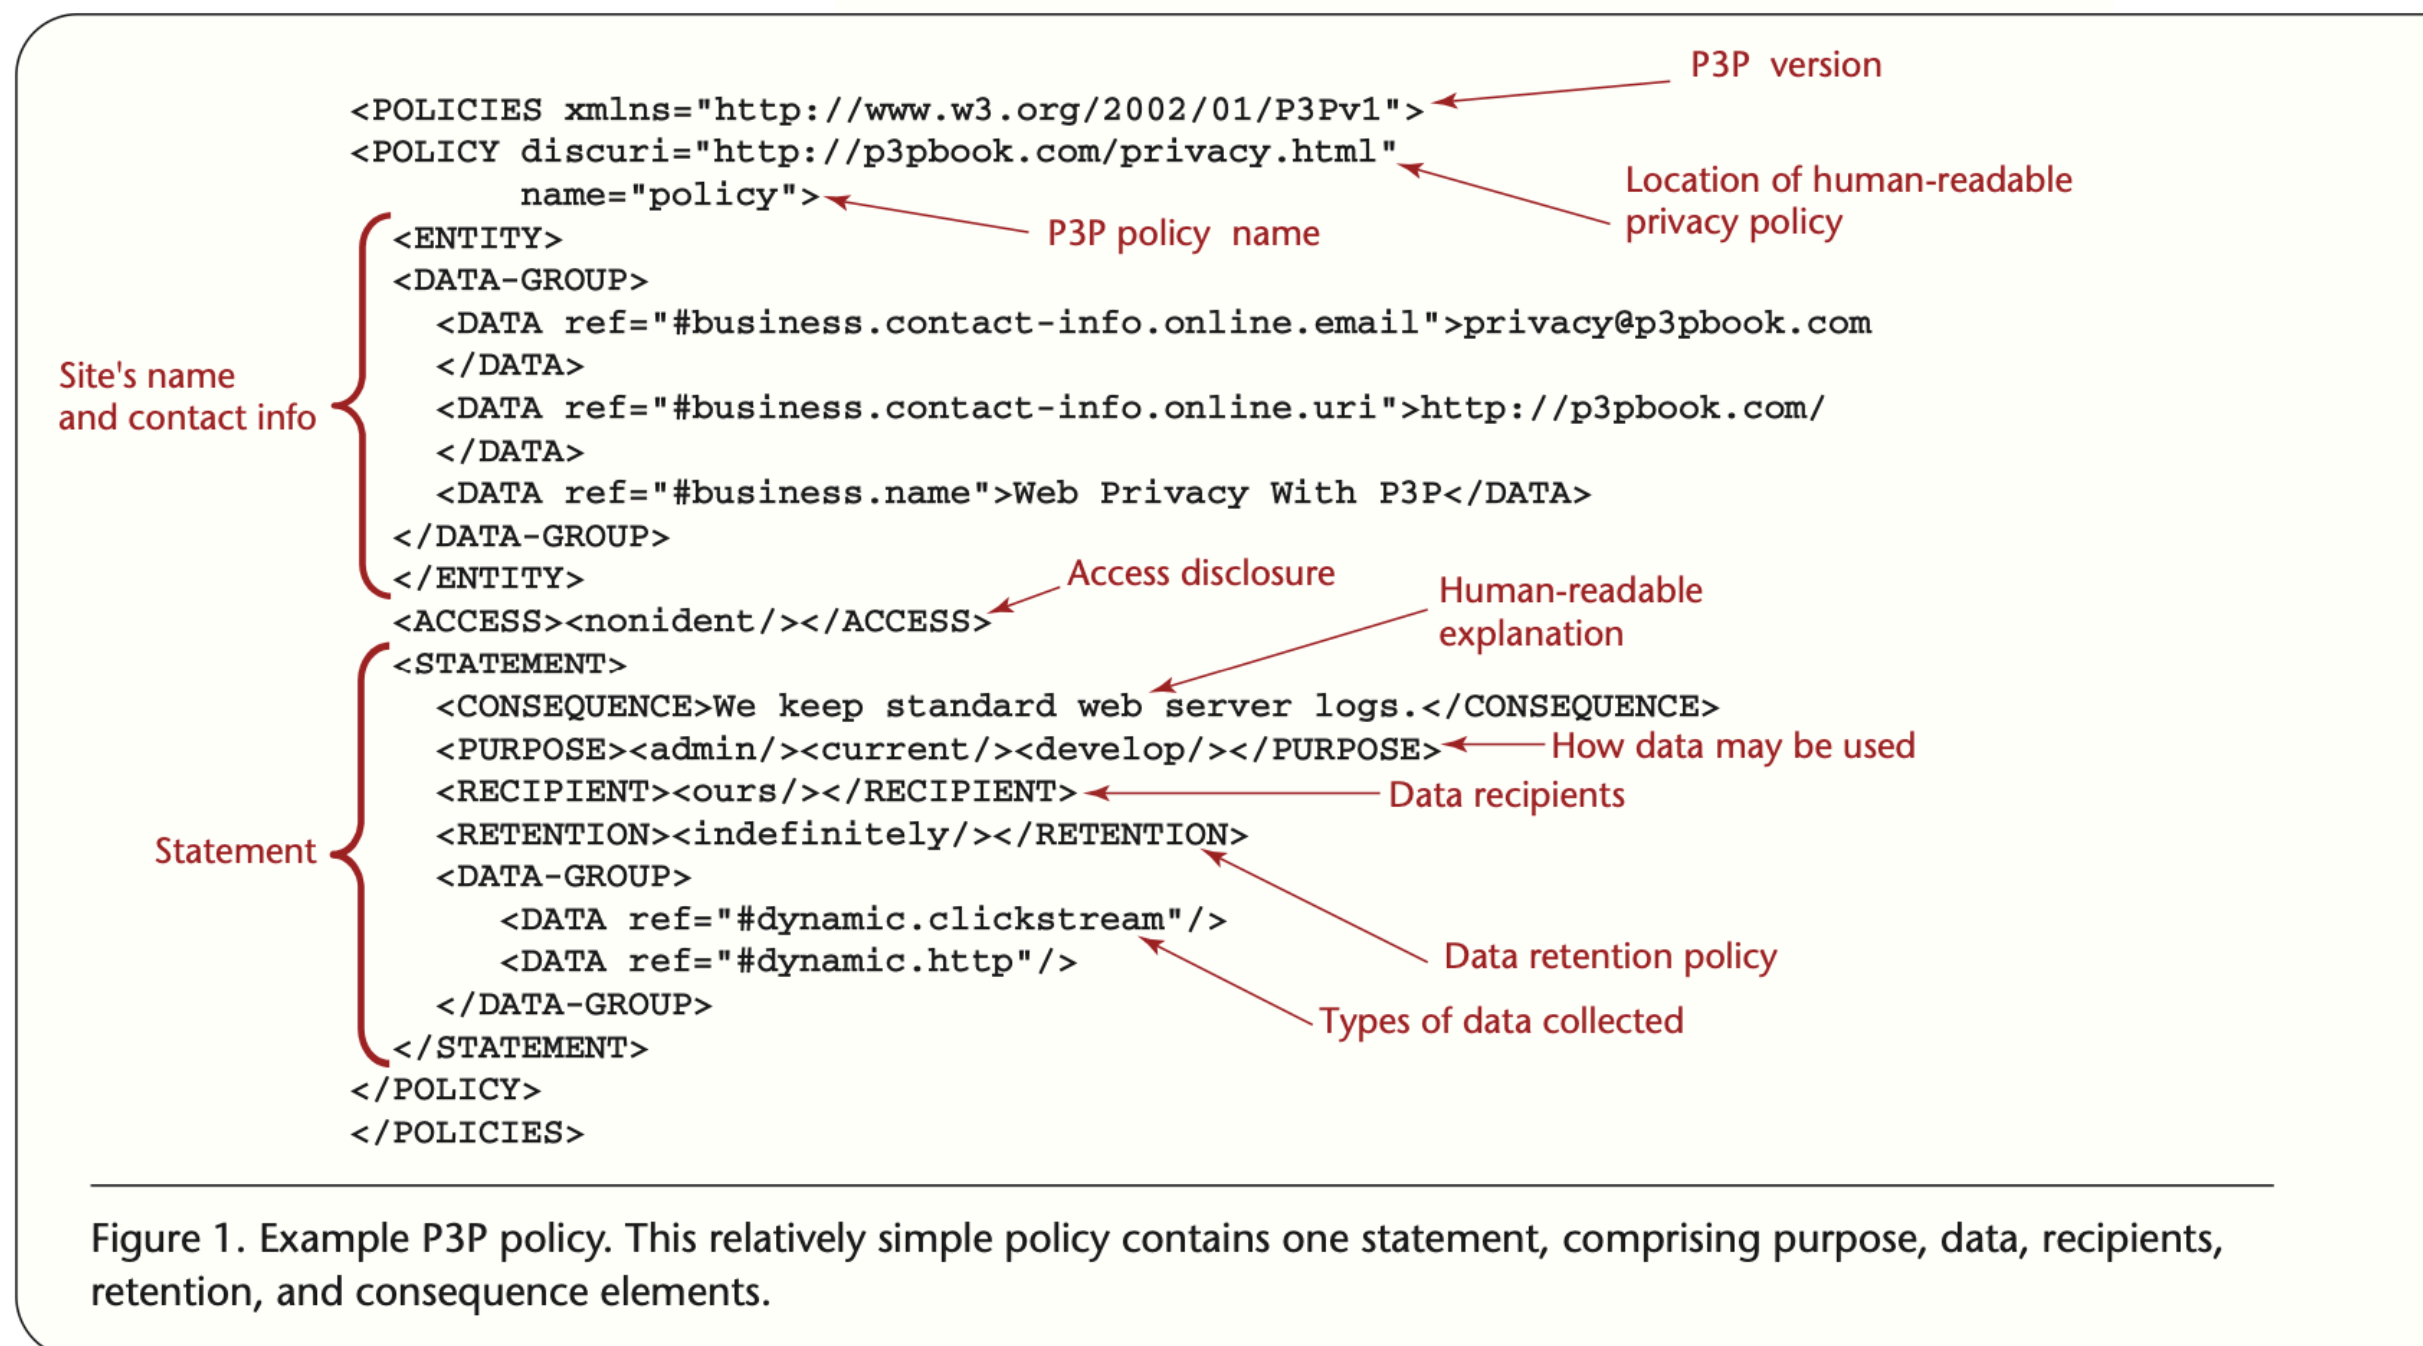 P3P version
<POLICIES xmlns="http://www.w3.org/2002/01/P3Pv1">
<POLICY discuri="http://p3pbook.com/privacy.html"
Location of human-readable
privacy policy
name="policy">
P3P policy name
<ENTITY>
<DATA-GROUP>
<DATA ref="#business.contact-info.online.email">privacy@p3pbook.com
</DATA>
Site's name
and contact info
<DATA ref="#business.contact-info.online.uri">http://p3pbook.com/
</DATA>
<DATA ref="#business.name">Web Privacy With P3P</DATA>
</DATA-GROUP>
</ENTITY>
Access disclosure
<ACCESS><nonident/></ACCESS>
Human-readable
explanation
<STATEMENT>
<CONSEQUENCE>We keep standard web server logs.</CONSEQUENCE>
<PURPOSE><admin/><current/><develop/></PURPOSE>
How data may be used
<RECIPIENT><ours/></RECIPIENT>
Data recipients
<RETENTION><indefinitely/></RETENTION>
Statement
<DATA-GROUP>
<DATA ref="#dynamic.clickstream"/>
<DATA ref="#dynamic.http"/>
Data retention policy
</DATA-GROUP>
Types of data collected
</STATEMENT>
</POLICY>
</POLICIES>
Figure 1. Example P3P policy. This relatively simple policy contains one statement, comprising purpose, data, recipients,
retention, and consequence elements.